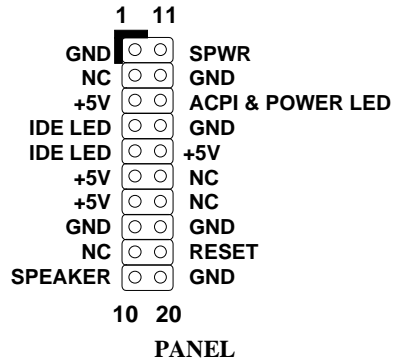 1 11
GND SPWR
NC GND
+5V ACPI & POWER LED
IDE LED GND
IDE LED +5V
+5V NC
+5V NC
GND GND
NC RESET
SPEAKER GND
10 20
PANEL